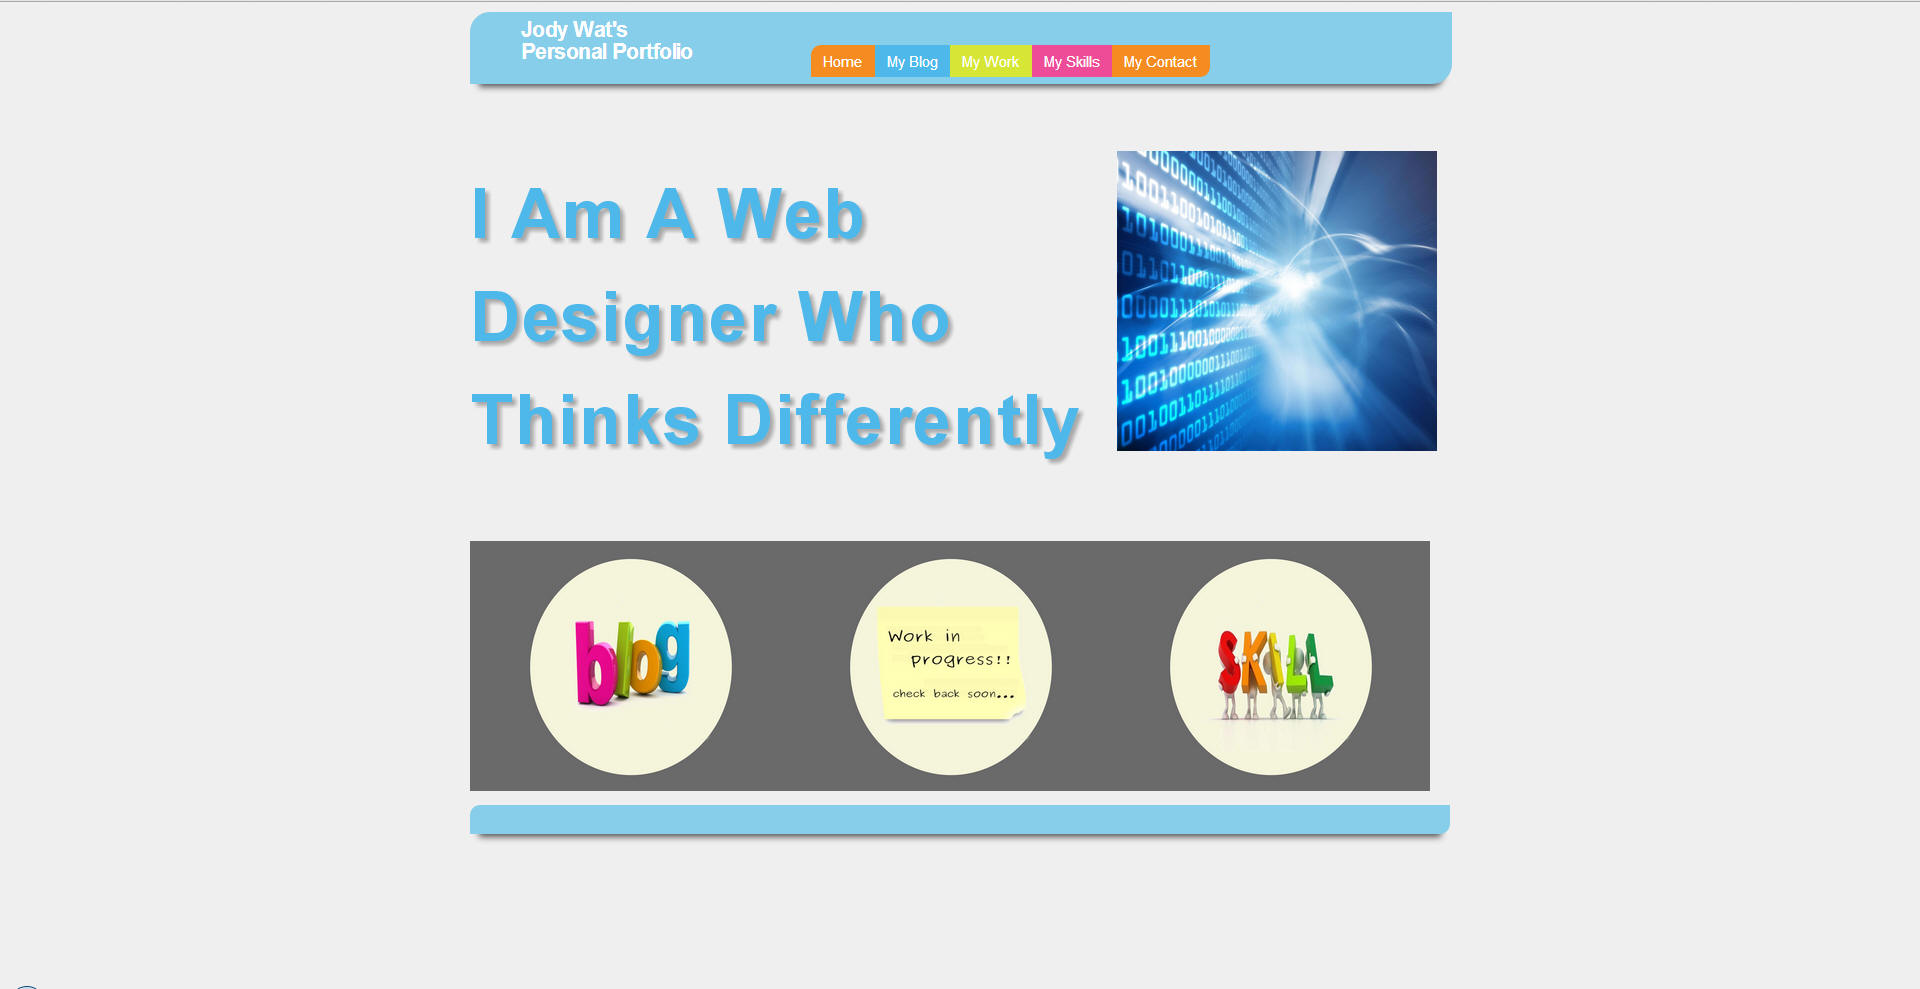 Jody Wat's
Personal Portfolio
Home My Blog My Work My Skills My Contact
I Am A Web
Designer Who
Thinks Differently
blog
Work in
progress!!
check back soon...
SKILL